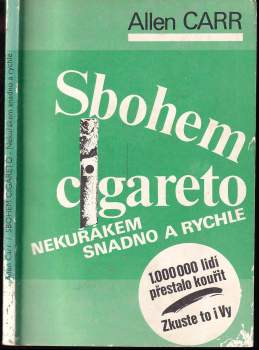 Allen CARR
Sbohem
cigareto
NEKUŘÁKEM
SNADNO A RYCHLE
1.000 000 lidí
přestalo kouřit
Zkuste to i Vy
Allen Carr / SBOHEM CIGARETO - Nekuřákem snadno a rychle